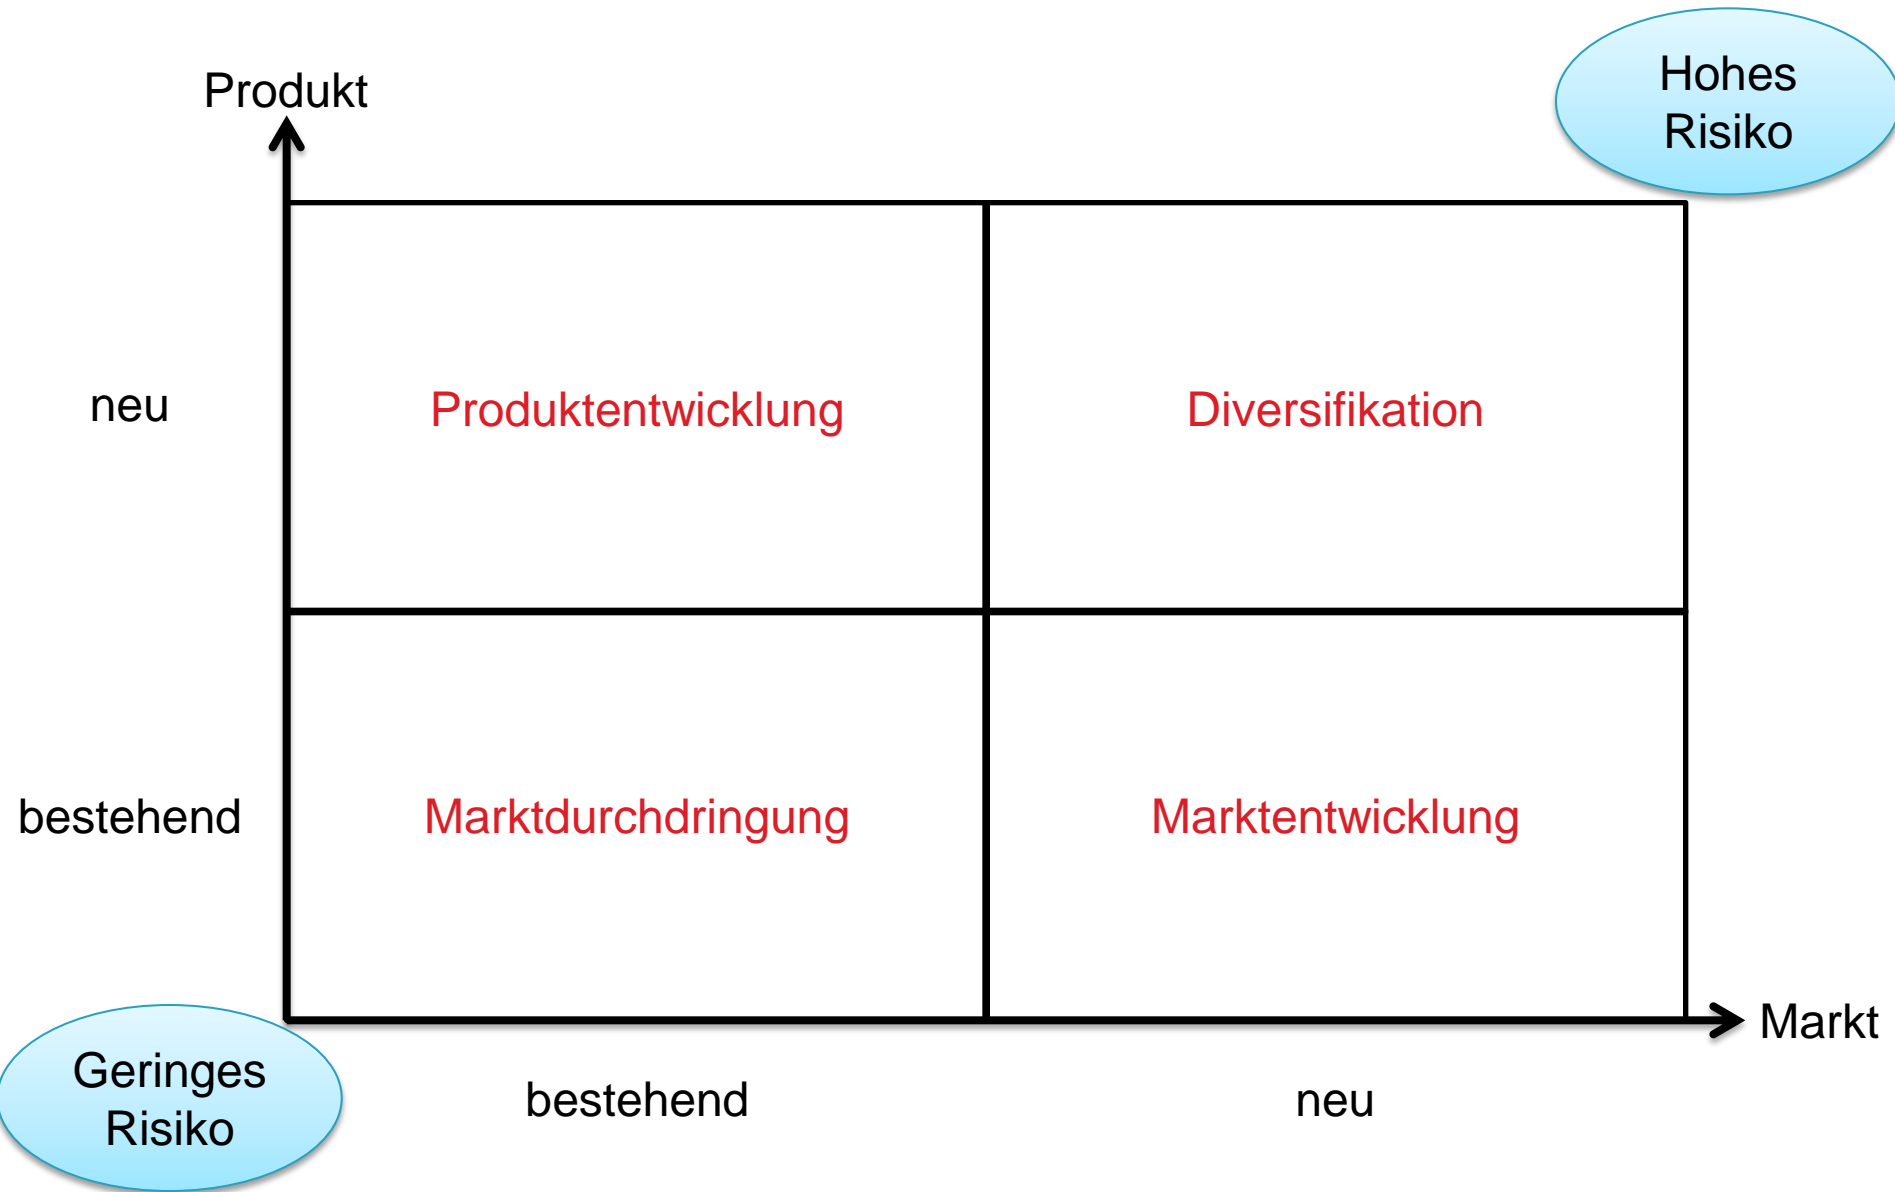 Hohes
Risiko
Produkt
neu
Produktentwicklung
Diversifikation
bestehend
Marktdurchdringung
Marktentwicklung
Markt
Geringes
Risiko
bestehend
neu